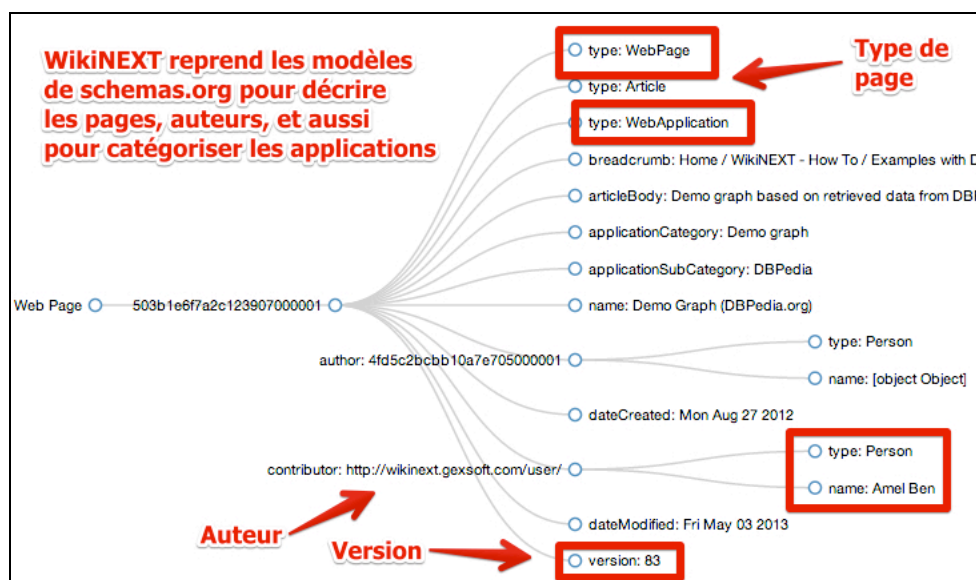 WikiNEXT reprend les modèles
de schemas.org pour décrire
les pages, auteurs, et aussi
pour catégoriser les applications
type: WebPage
Type de
page
type: Article
type: WebApplication
breadcrumb: Home / WikiNEXT - How To / Examples with D
articleBody: Demo graph based on retrieved data from DB
applicationCategory: Demo graph
applicationSubCategory: DBPedia
Web Page
503b1e6f7a2c123907000001
name: Demo Graph (DBPedia.org)
author: 4fd5c2bcbb10a7e705000001
type: Person
name: [object Object]
dateCreated: Mon Aug 27 2012
contributor: http://wikinext.gexsoft.com/user/
type: Person
name: Amel Ben
Auteur
dateModified: Fri May 03 2013
Version
version: 83